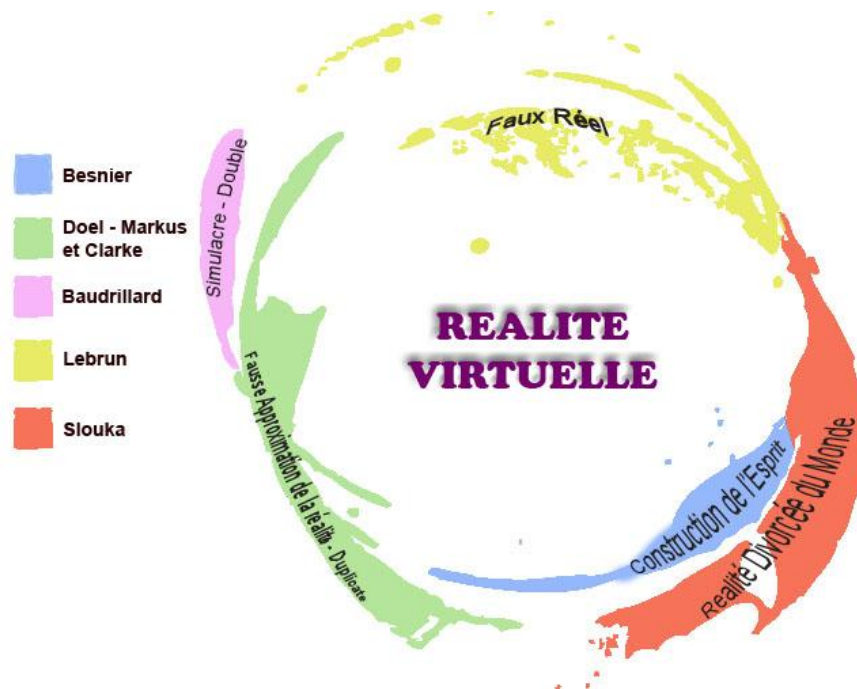 Besnier
Doel - Markus
et Clarke
Baudrillard
Lebrun
Slouka
Faux Réel
Simulacre - Double
REALITE
VIRTUELLE
Fausse Approximation de la réalité - Duplicate
Construction de l'Esprit
Réalité Divorcée du Monde